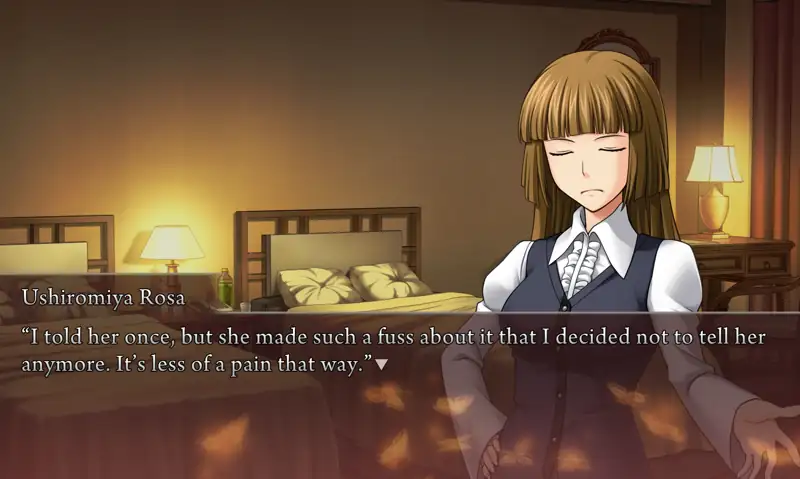 Ushiromiya Rosa
“I told her once, but she made such a fuss about it that I decided not to tell her
anymore. It’s less of a pain that way.”